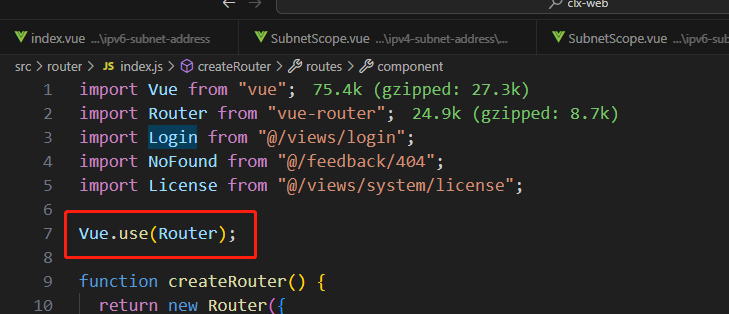 clx-web
index.vue ...\ipv6-subnet-address
SubnetScope.vue ...\ipv4-subnet-address\...
SubnetScope.vue ...\ipv6-sub
src > router > JS index.js > createRouter > routes > component
1 import Vue from "vue"; 75.4k (gzipped: 27.3k)
2 import Router from "vue-router"; 24.9k (gzipped: 8.7k)
3 import Login from "@/views/login";
4 import NoFound from "@/feedback/404";
5 import License from "@/views/system/license";
6
7 Vue.use(Router);
8
9 function createRouter() {
10 return new Router({